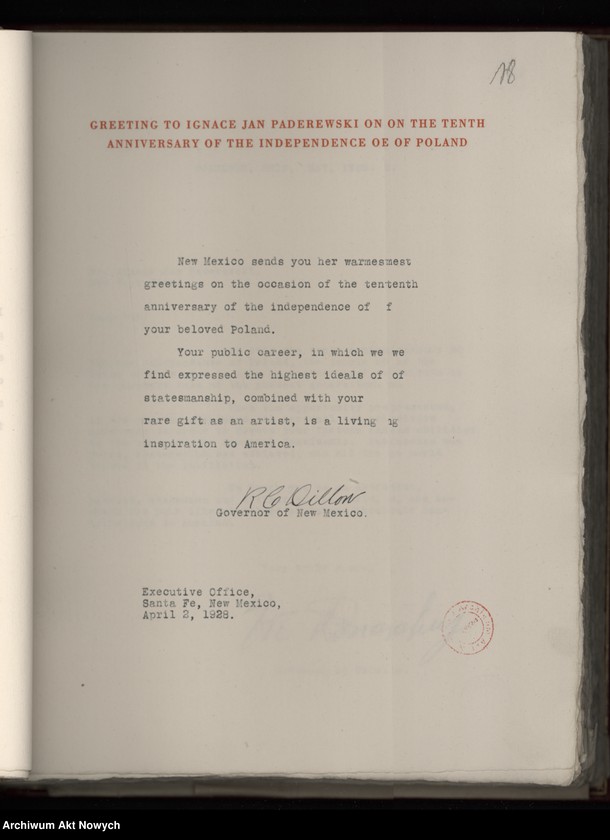 18
GREETING TO IGNACE JAN PADEREWSKI ON ON THE TENTH
ANNIVERSARY OF THE INDEPENDENCE OE OF POLAND
New Mexico sends you her warmesmest
greetings on the occasion of the tententh
anniversary of the independence of f
your beloved Poland.
Your public career, in which we we
find expressed the highest ideals of of
statesmanship, combined with your
rare gift as an artist, is a living ng
inspiration to America.
R C Dillon
Governor of New Mexico.
Executive Office,
Santa Fe, New Mexico,
April 2, 1928.
Archiwum Akt Nowych